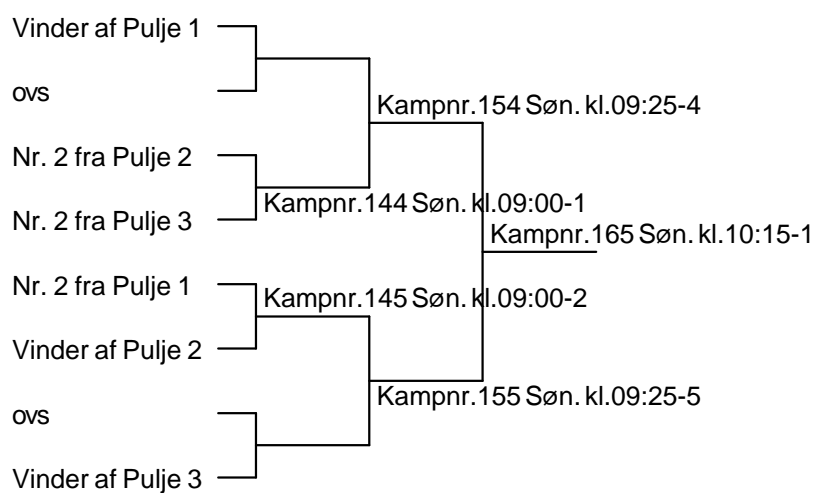 Vinder af Pulje 1
ovs
Kampnr.154 Søn. kl.09:25-4
Nr. 2 fra Pulje 2
Kampnr.144 Søn. kl.09:00-1
Nr. 2 fra Pulje 3
Kampnr.165 Søn. kl.10:15-1
Nr. 2 fra Pulje 1
Kampnr.145 Søn. kl.09:00-2
Vinder af Pulje 2
Kampnr.155 Søn. kl.09:25-5
ovs
Vinder af Pulje 3